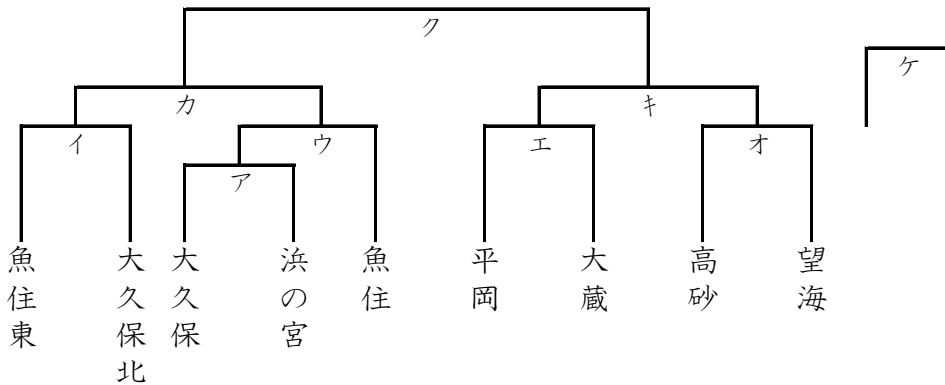 ク
ケ
カ
キ
イ
ウ
エ
オ
ア
魚住東
大久保北
大久保
浜の宮
魚住
平岡
大蔵
高砂
望海